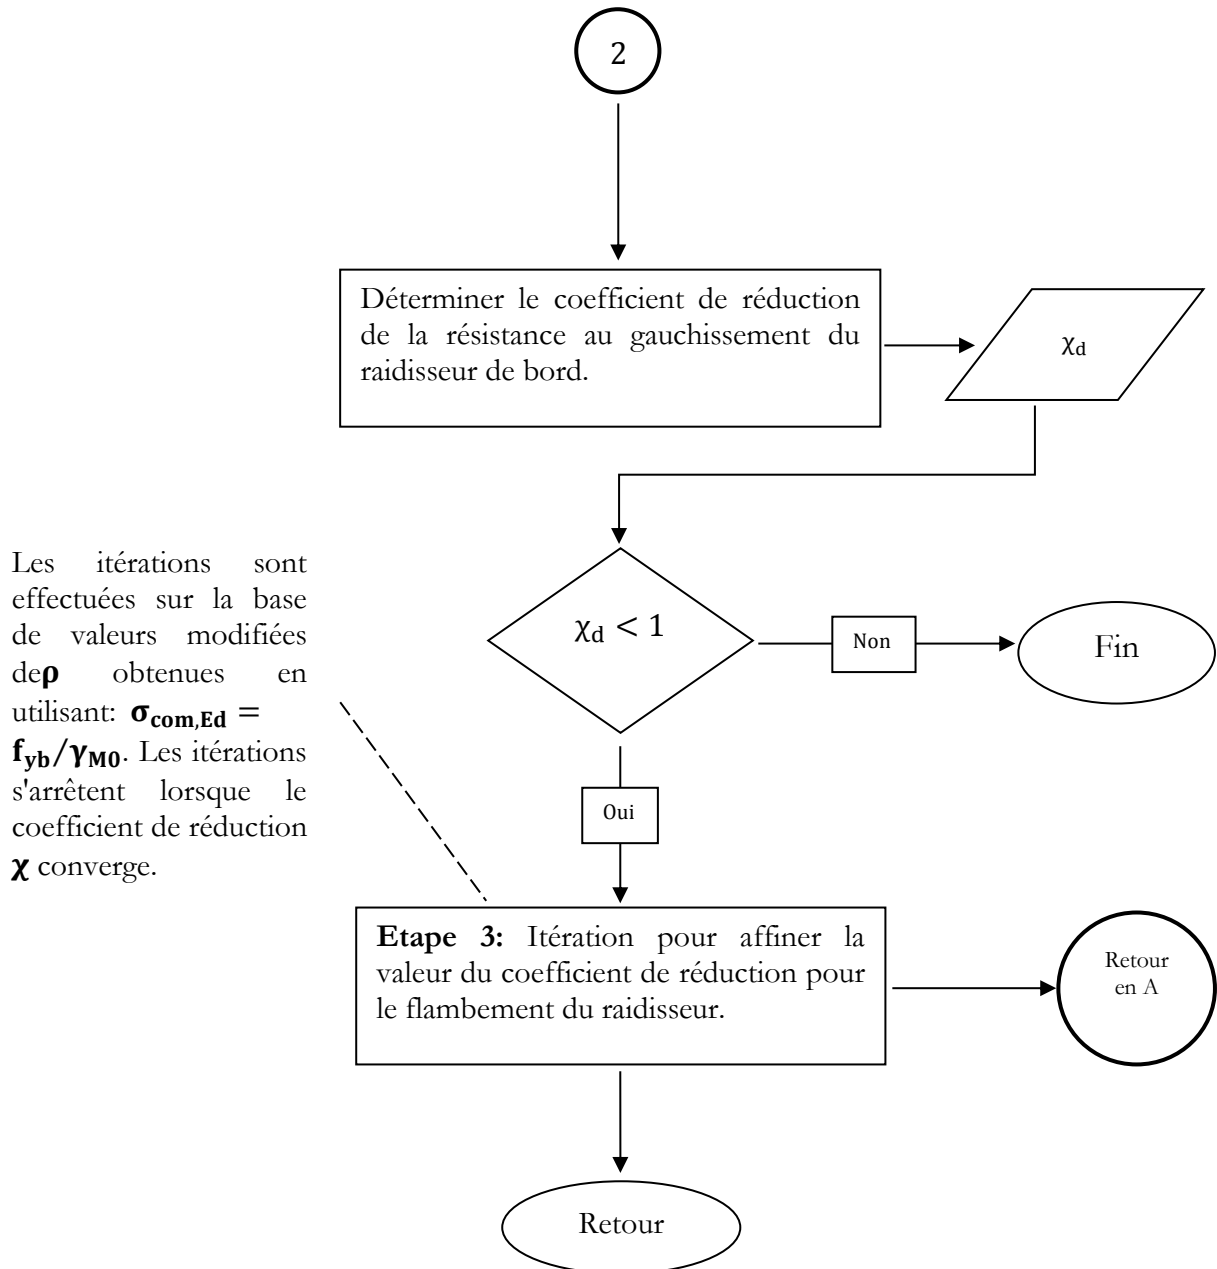 2
Déterminer le coefficient de réduction
de la résistance au gauchissement du
raidisseur de bord.
χd
χd < 1
Non
Fin
Les itérations sont
effectuées sur la base
de valeurs modifiées
deρ obtenues en
utilisant: σcom,Ed =
fyb/γM0. Les itérations
s'arrêtent lorsque le
coefficient de réduction
χ converge.
Oui
Etape 3: Itération pour affiner la
valeur du coefficient de réduction pour
le flambement du raidisseur.
Retour
en A
Retour